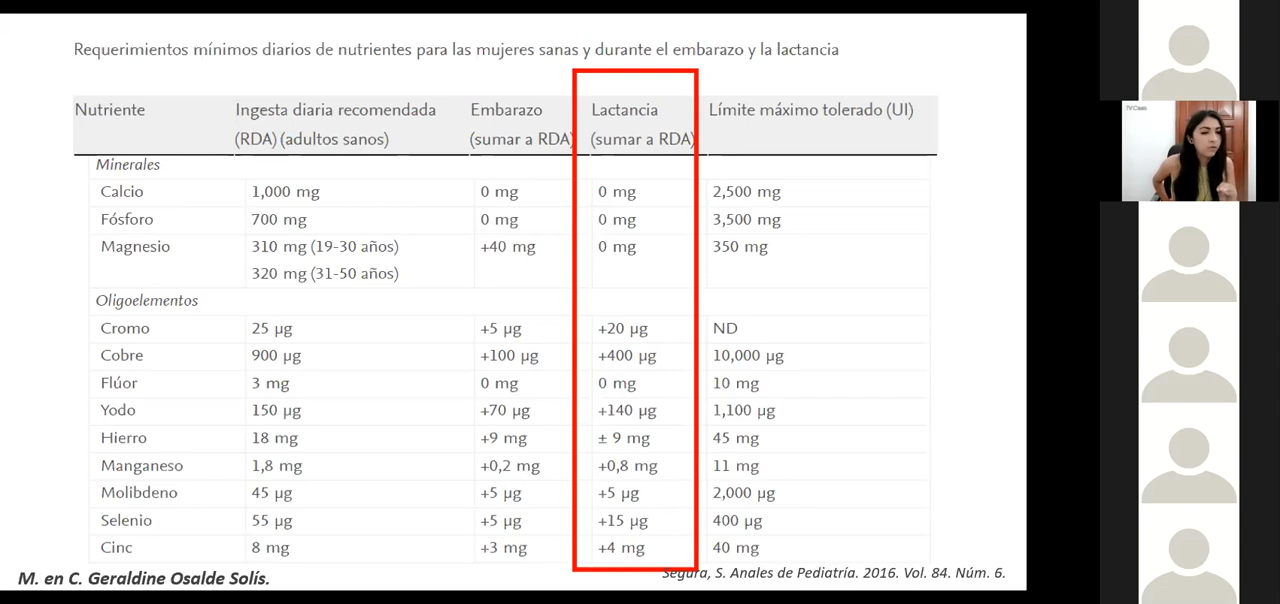 Requerimientos mínimos diarios de nutrientes para las mujeres sanas y durante el embarazo y la lactancia
Nutriente Ingesta diaria recomendada (RDA) (adultos sanos) Embarazo (sumar a RDA) Lactancia (sumar a RDA) Límite máximo tolerado (UI)
Minerales
Calcio 1,000 mg 0 mg 0 mg 2,500 mg
Fósforo 700 mg 0 mg 0 mg 3,500 mg
Magnesio 310 mg (19-30 años) +40 mg 0 mg 350 mg
320 mg (31-50 años)
Oligoelementos
Cromo 25 µg +5 µg +20 µg ND
Cobre 900 µg +100 µg +400 µg 10,000 µg
Flúor 3 mg 0 mg 0 mg 10 mg
Yodo 150 µg +70 µg +140 µg 1,100 µg
Hierro 18 mg +9 mg ± 9 mg 45 mg
Manganeso 1,8 mg +0,2 mg +0,8 mg 11 mg
Molibdeno 45 µg +5 µg +5 µg 2,000 µg
Selenio 55 µg +5 µg +15 µg 400 µg
Cinc 8 mg +3 mg +4 mg 40 mg
M. en C. Geraldine Osalde Solís.
Segura, S. Anales de Pediatría. 2016. Vol. 84. Núm. 6.